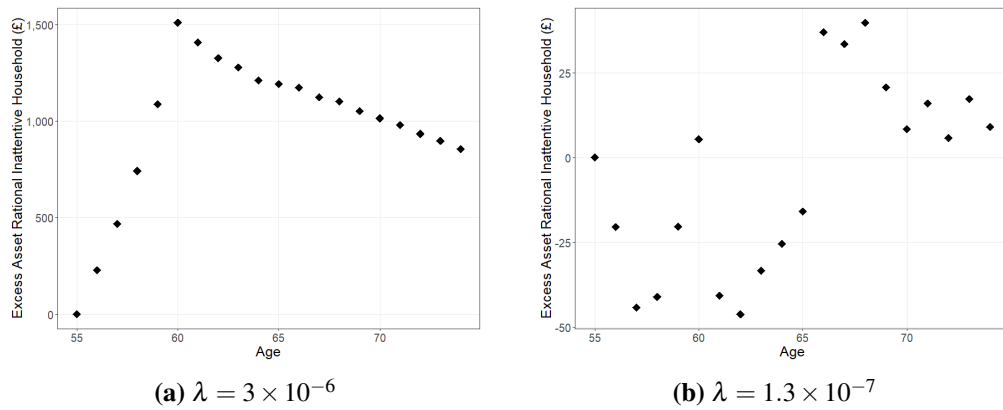 Excess Asset Rational Inattentive Household (£)
1,500
1,000
500
0
55
60
65
70
Age
(a) λ = 3 × 10⁻⁶
Excess Asset Rational Inattentive Household (£)
25
0
-25
-50
55
60
65
70
Age
(b) λ = 1.3 × 10⁻⁷